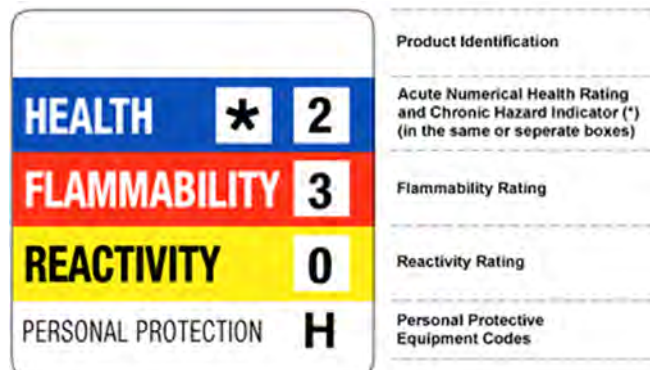 Product Identification
HEALTH * 2
Acute Numerical Health Rating
and Chronic Hazard Indicator (*)
(in the same or seperate boxes)
FLAMMABILITY 3
Flammability Rating
REACTIVITY 0
Reactivity Rating
PERSONAL PROTECTION H
Personal Protective
Equipment Codes